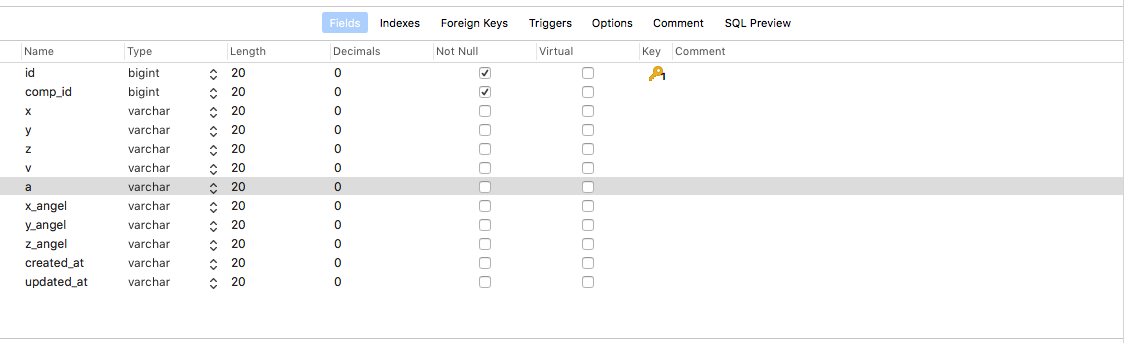 Fields Indexes Foreign Keys Triggers Options Comment SQL Preview
Name Type Length Decimals Not Null Virtual Key Comment
id bigint 20 0 1
comp_id bigint 20 0
x varchar 20 0
y varchar 20 0
z varchar 20 0
v varchar 20 0
a varchar 20 0
x_angel varchar 20 0
y_angel varchar 20 0
z_angel varchar 20 0
created_at varchar 20 0
updated_at varchar 20 0